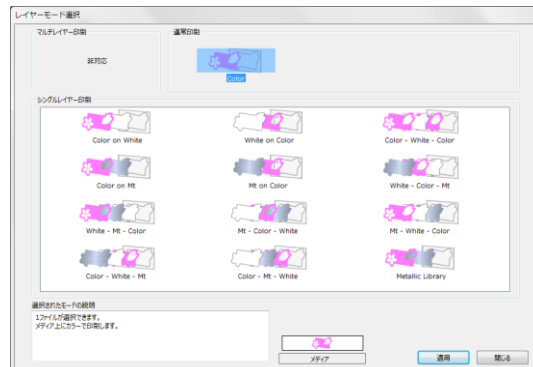 レイヤーモード選択
マルチレイヤー印刷
通常印刷
非対応
Color
シングルレイヤー印刷
Color on White
White on Color
Color - White - Color
Color on Mt
Mt on Color
White - Color - Mt
White - Mt - Color
Mt - Color - White
Mt - White - Color
Color - White - Mt
Color - Mt - White
Metallic Library
選択されたモードの説明
1ファイルが選択できます。
メディア上にカラーで印刷します。
メディア
適用
閉じる